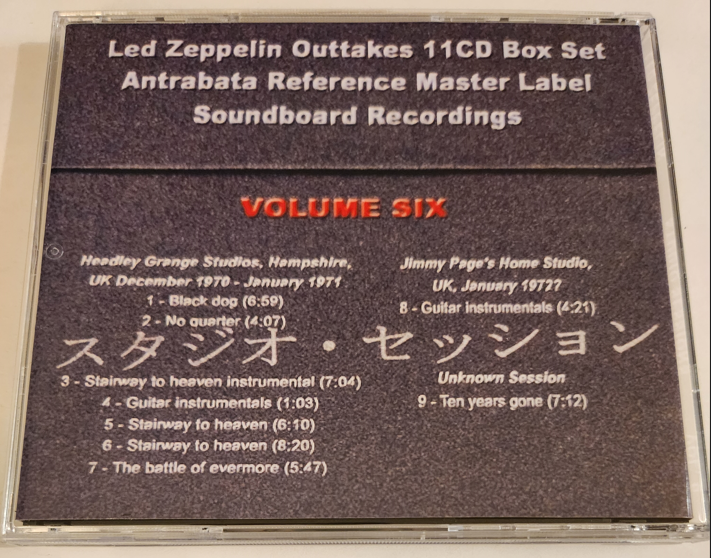 Led Zeppelin Outtakes 11CD Box Set
Antrabata Reference Master Label
Soundboard Recordings
VOLUME SIX
Headley Grange Studios, Hampshire,
UK December 1970 - January 1971
1 - Black dog (6:59)
2 - No quarter (4:07)
Jimmy Page's Home Studio,
UK, January 1972?
8 - Guitar instrumentals (4:21)
スタジオ・セッション
3 - Stairway to heaven instrumental (7:04)
4 - Guitar instrumentals (1:03)
5 - Stairway to heaven (6:10)
6 - Stairway to heaven (8:20)
7 - The battle of evermore (5:47)
Unknown Session
9 - Ten years gone (7:12)